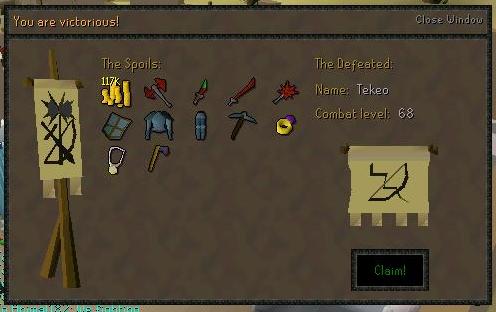 You are victorious!
Close Window
The Spoils:
The Defeated:
117K
Name: Tekeo
Combat level: 68
Claim!